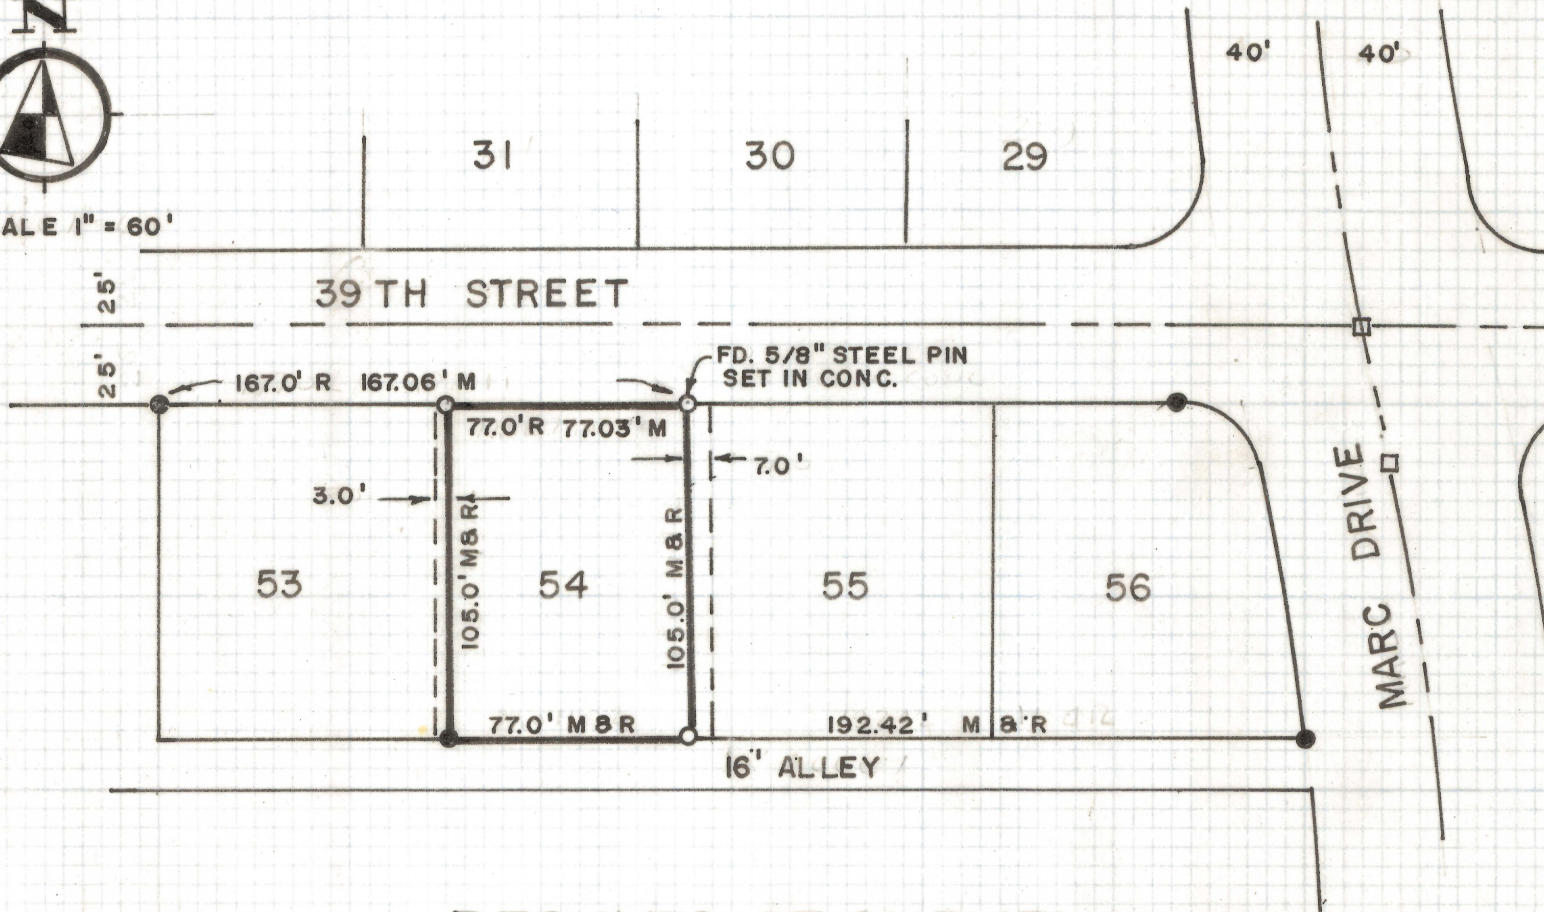 N
ALE 1" = 60'
40' 40'
31 30 29
25'
39TH STREET
25'
FD. 5/8" STEEL PIN
SET IN CONC.
167.0' R 167.06' M
77.0' R 77.03' M
7.0'
3.0'
105.0' M & R
105.0' M & R
53 54 55 56
MARC DRIVE
77.0' M & R
192.42' M & R
16' ALLEY